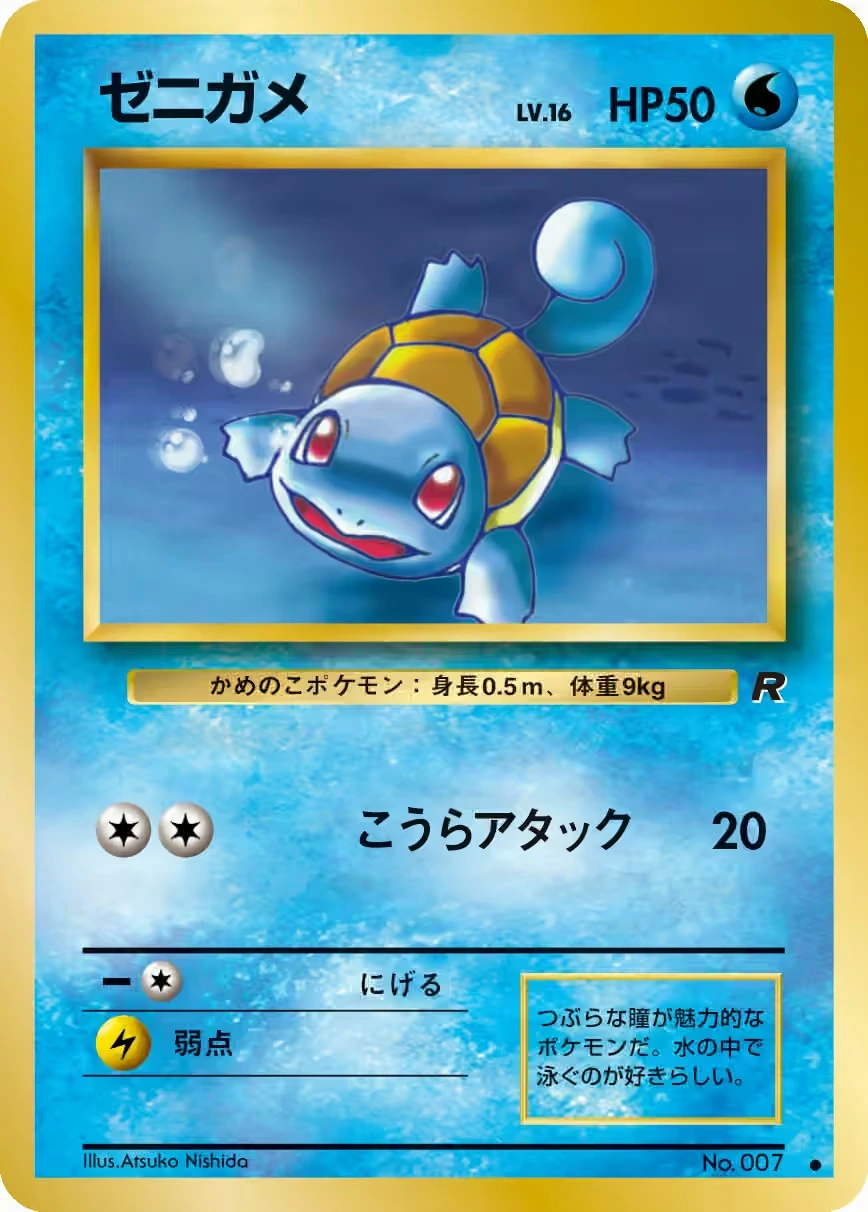 ゼニガメ LV.16 HP50
かめのこポケモン：身長0.5m、体重9kg R
こうらアタック 20
にげる
弱点
つぶらな瞳が魅力的な
ポケモンだ。水の中で
泳ぐのが好きらしい。
Illus.Atsuko Nishida No.007